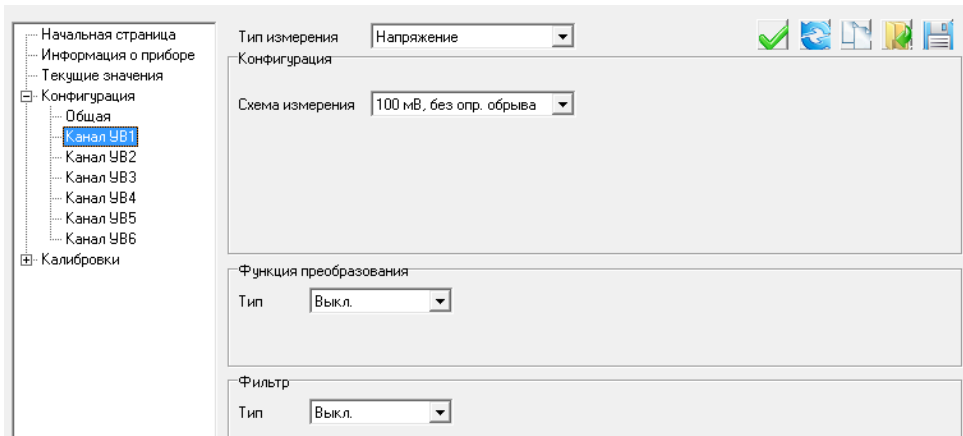 Начальная страница
Информация о приборе
Текущие значения
Конфигурация
Общая
Канал УВ1
Канал УВ2
Канал УВ3
Канал УВ4
Канал УВ5
Канал УВ6
Калибровки
Тип измерения Напряжение
Конфигурация
Схема измерения 100 мВ, без опр. обрыва
Функция преобразования
Тип Выкл.
Фильтр
Тип Выкл.